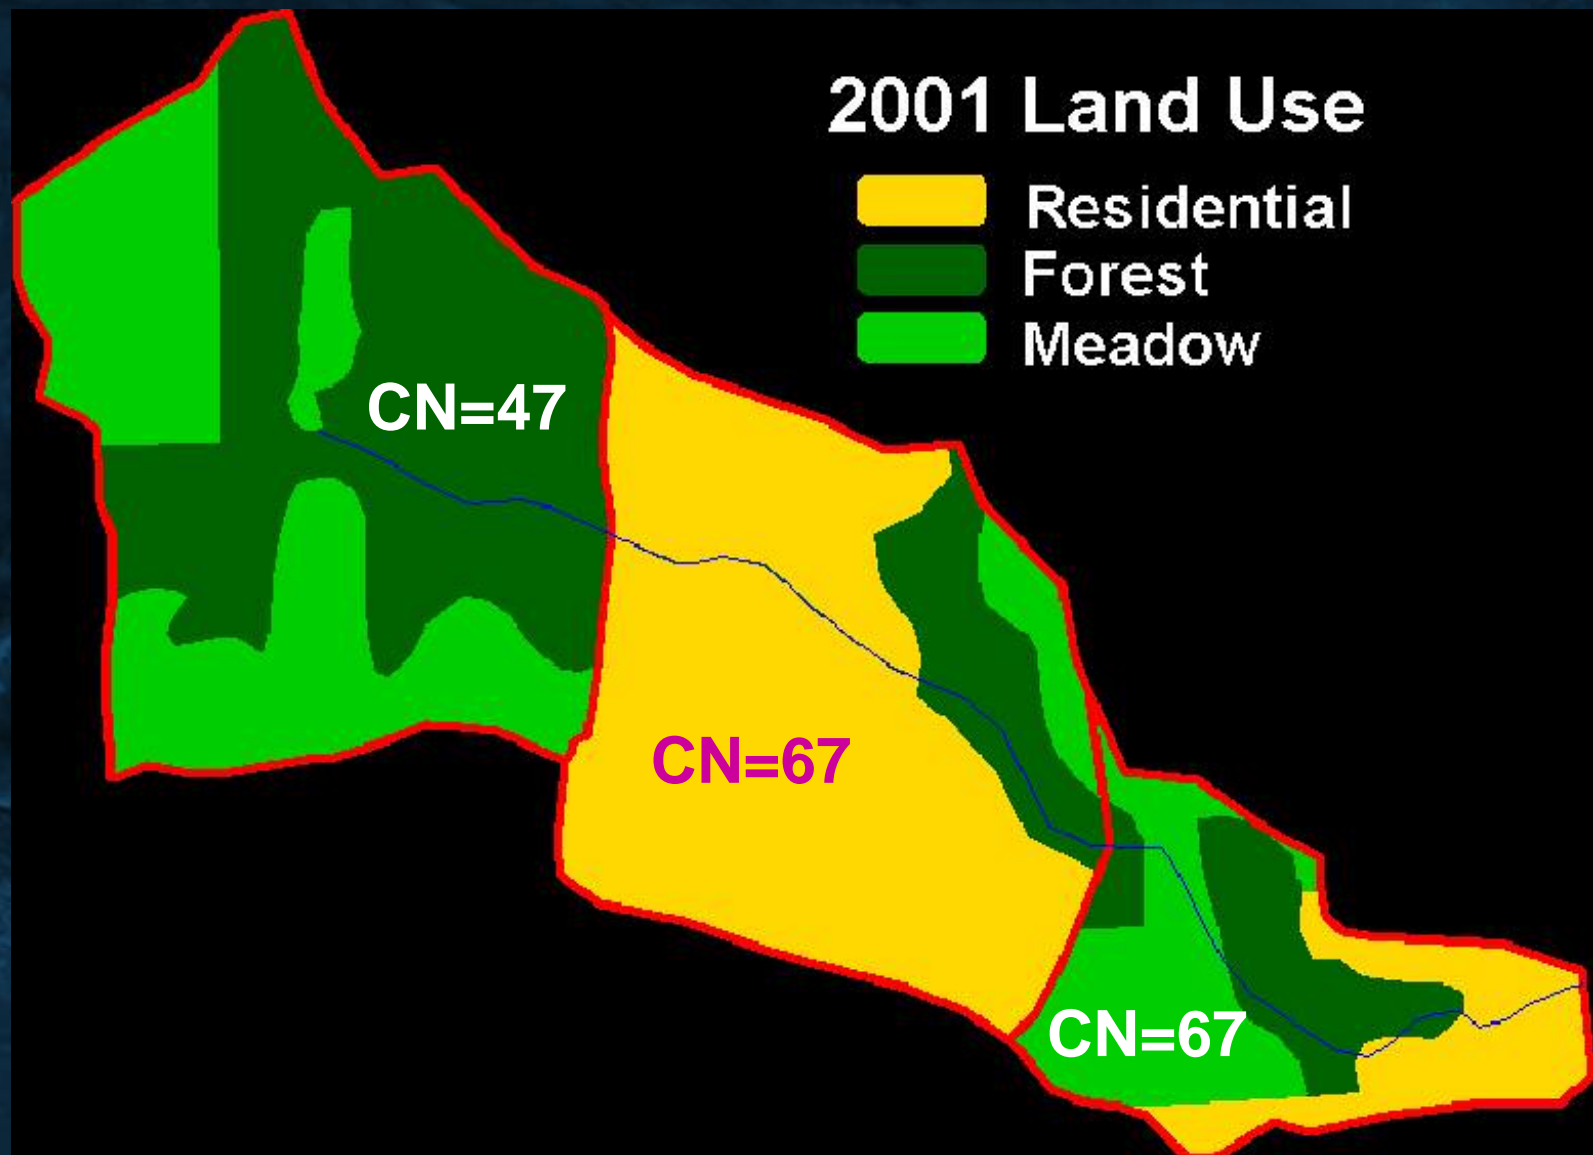 2001 Land Use
Residential
Forest
Meadow
CN=47
CN=67
CN=67